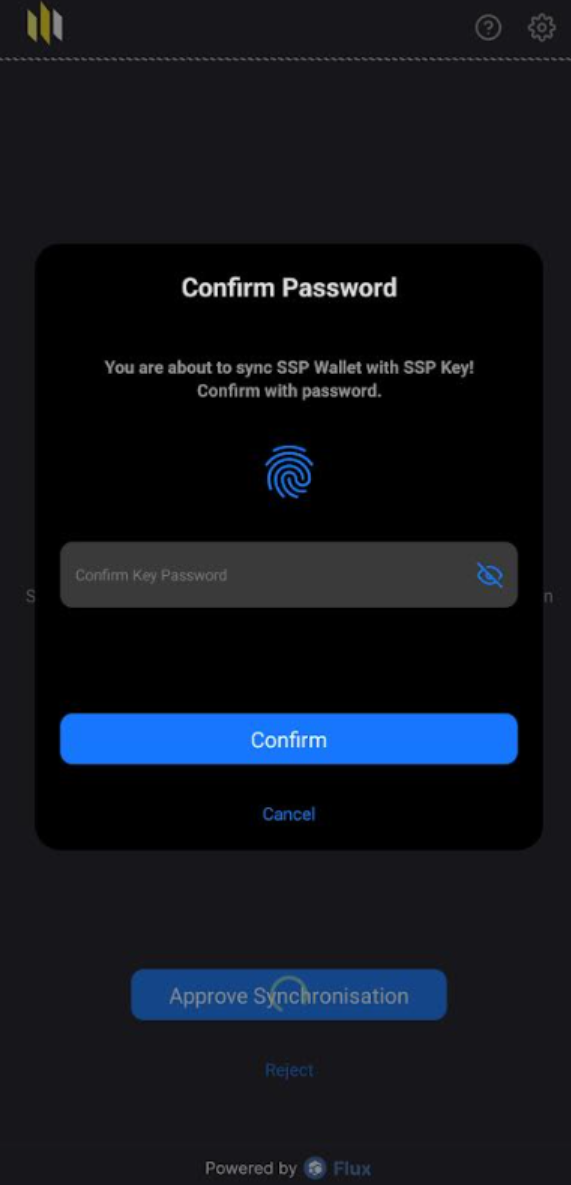 Confirm Password
You are about to sync SSP Wallet with SSP Key!
Confirm with password.
Confirm Key Password
S
n
Confirm
Cancel
Approve Synchronisation
Reject
Powered by Flux